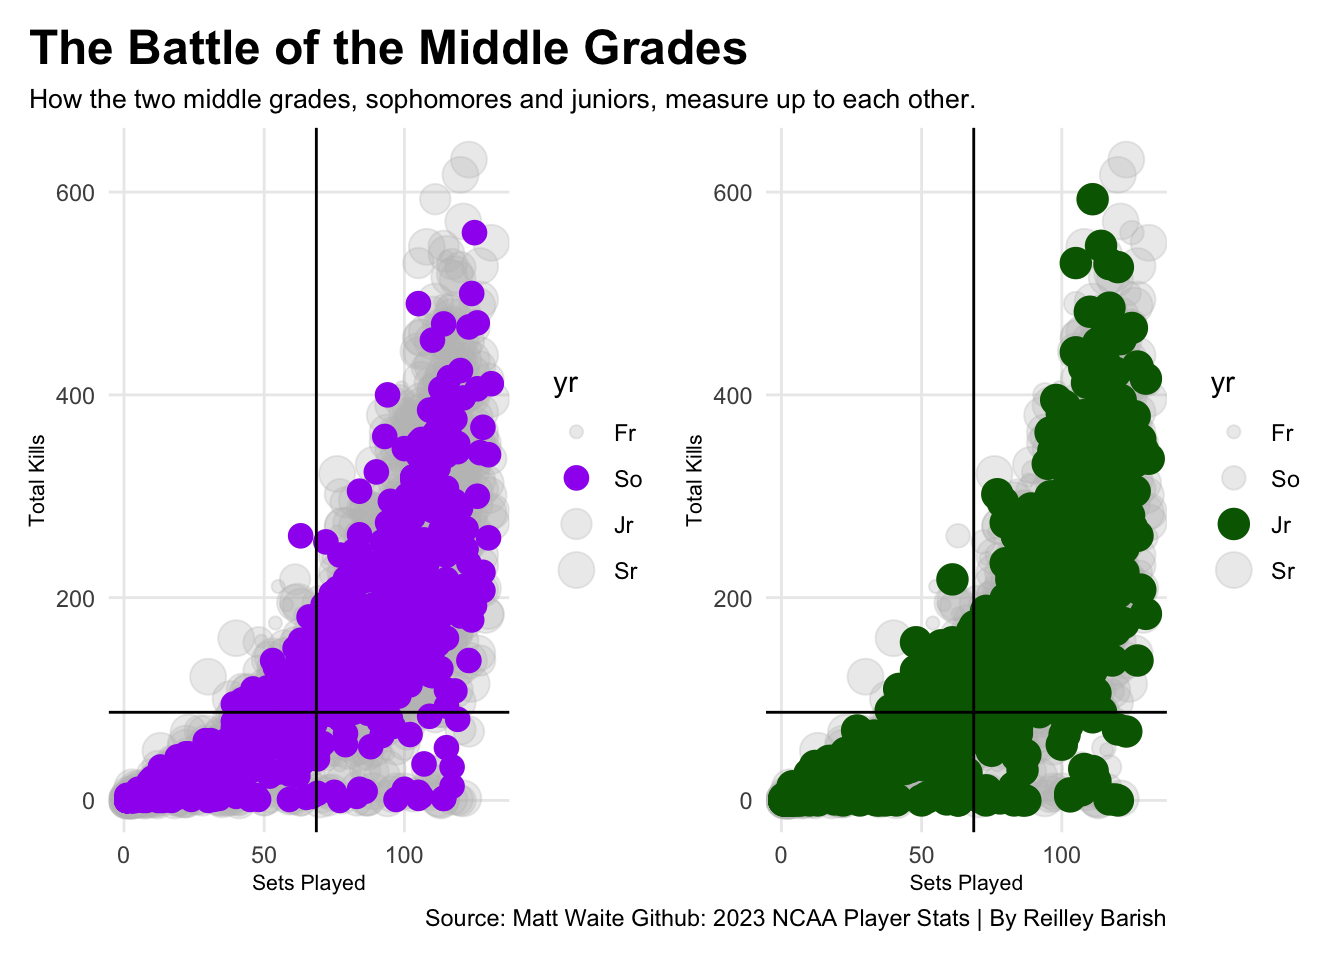 The Battle of the Middle Grades
How the two middle grades, sophomores and juniors, measure up to each other.
Total Kills
600
400
200
0
0 50 100
Sets Played
yr
Fr
So
Jr
Sr
Total Kills
600
400
200
0
0 50 100
Sets Played
yr
Fr
So
Jr
Sr
Source: Matt Waite Github: 2023 NCAA Player Stats | By Reilley Barish